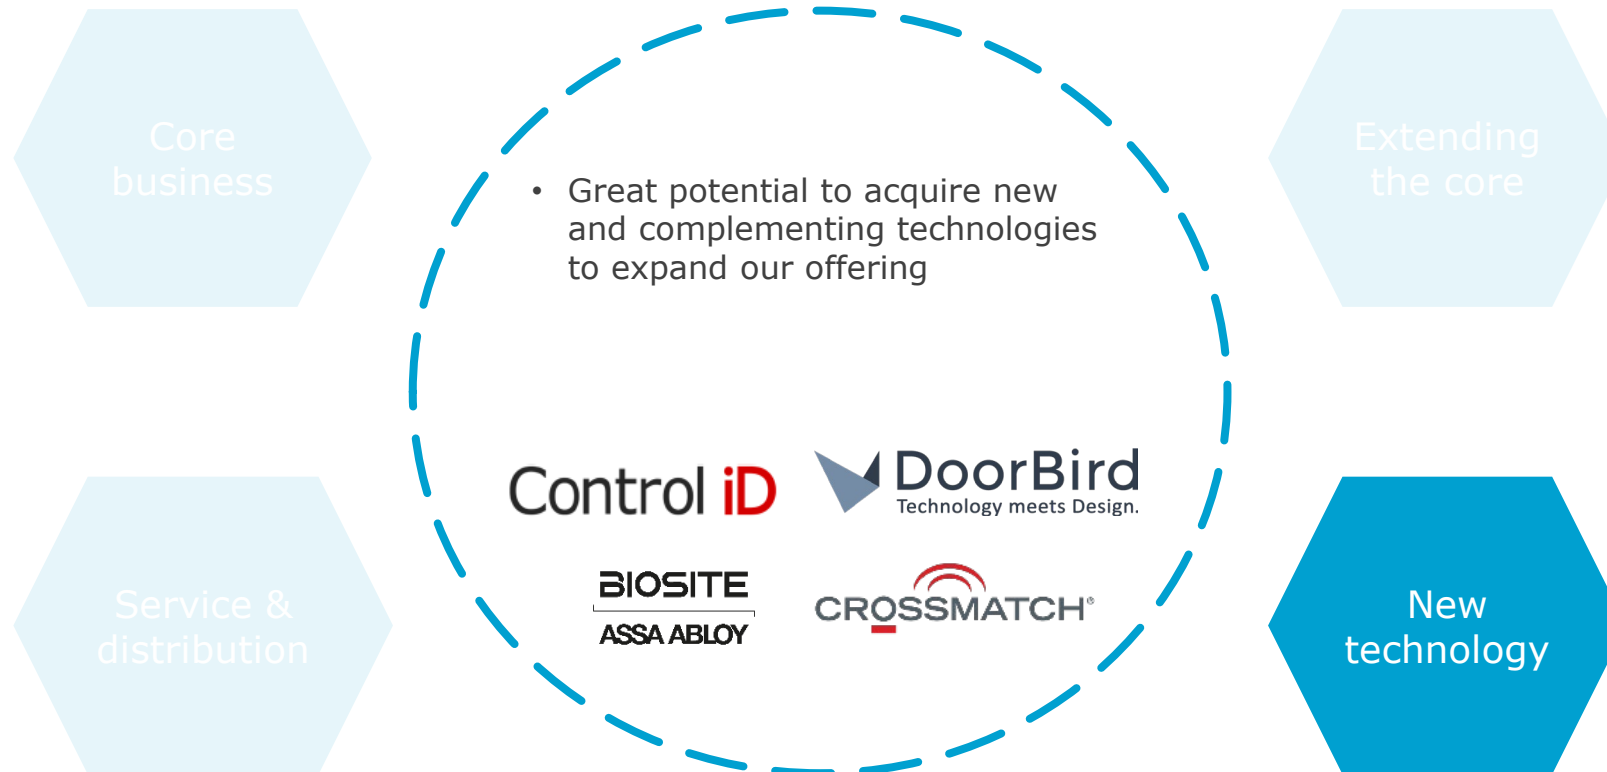 Core
business
Extending
the core
• Great potential to acquire new
and complementing technologies
to expand our offering
Control iD
DoorBird
Technology meets Design.
BIOSITE
ASSA ABLOY
CROSSMATCH®
Service &
distribution
New
technology